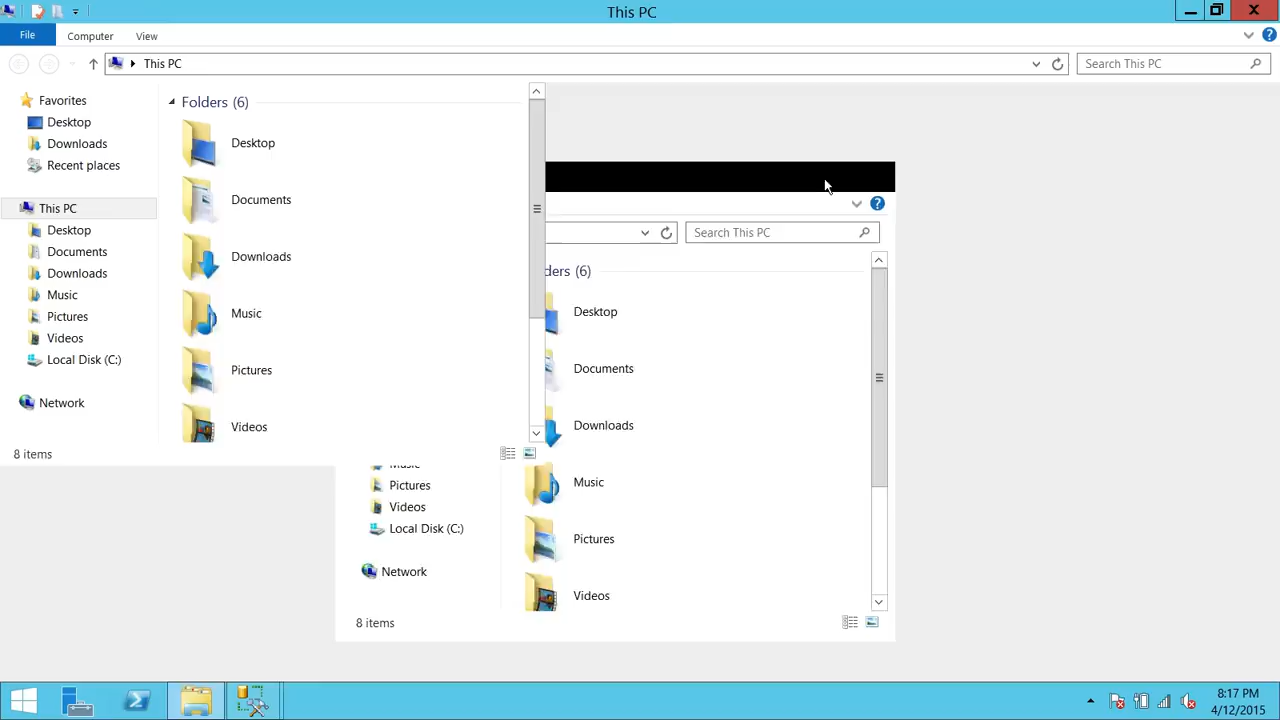 This PC
File
Computer
View
This PC
Search This PC
Favorites
Desktop
Downloads
Recent places
This PC
Desktop
Documents
Downloads
Music
Pictures
Videos
Local Disk (C:)
Network
8 items
Folders (6)
Desktop
Documents
Downloads
Music
Pictures
Videos
Search This PC
ders (6)
Desktop
Documents
Downloads
Music
Pictures
Videos
Music
Pictures
Videos
Local Disk (C:)
Network
8 items
8:17 PM
4/12/2015